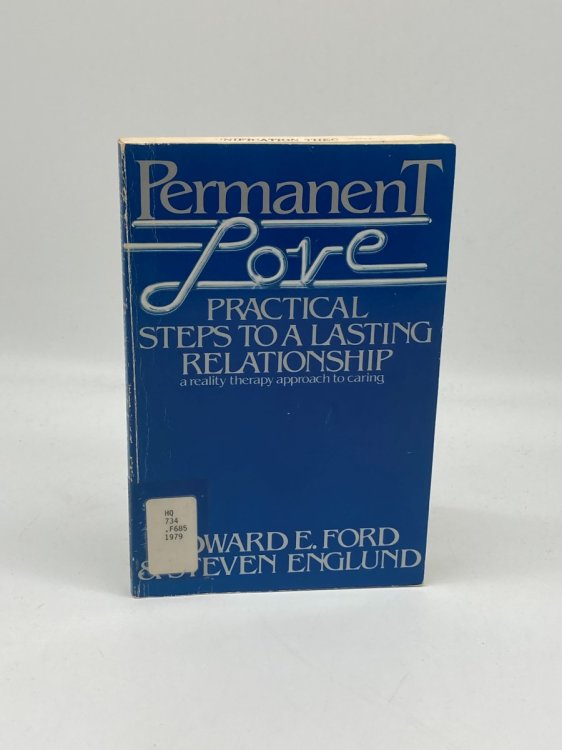 PermanenT
Love
PRACTICAL
STEPS TO A LASTING
RELATIONSHIP
a reality therapy approach to caring
HQ
734
.F685
1979
DWARD E. FORD
& STEVEN ENGLUND